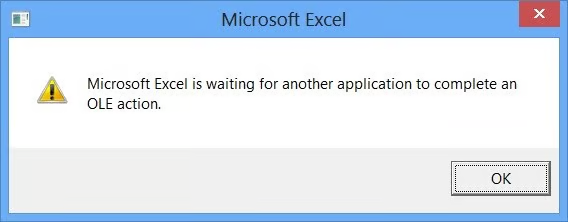 Microsoft Excel
Microsoft Excel is waiting for another application to complete an
OLE action.
OK